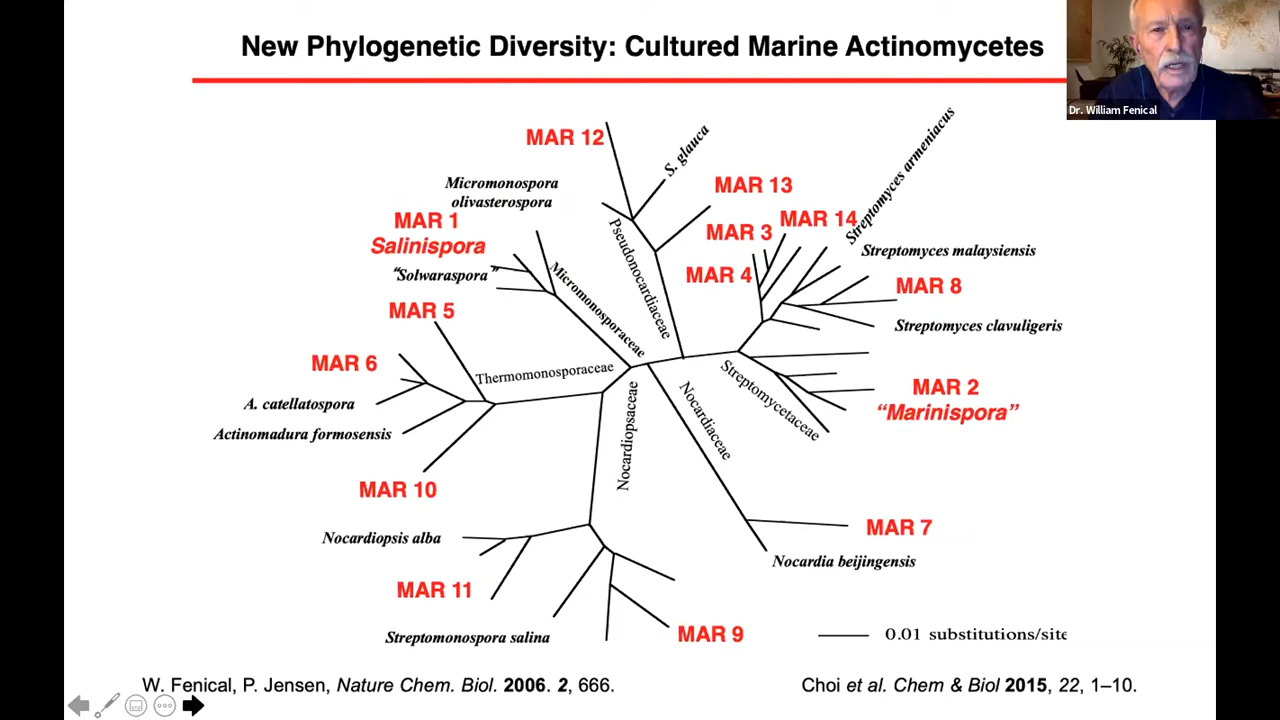 New Phylogenetic Diversity: Cultured Marine Actinomycetes
Dr. William Fenical
MAR 12
S. glauca
Streptomyces armeniacus
Micromonospora
olivasterospora
MAR 13
MAR 1
Salinispora
MAR 14
MAR 3
Pseudonocardiaceae
Streptomyces malaysiensis
"Solwaraspora"
Micromonosporaceae
MAR 4
MAR 8
MAR 5
Streptomyces clavuligeris
MAR 6
Thermomonosporaceae
A. catellatospora
Actinomadura formosensis
Nocardiopsaceae
Nocardiaceae
Streptomycetaceae
MAR 2
"Marinispora"
MAR 10
Nocardiopsis alba
MAR 7
Nocardia beijingensis
MAR 11
Streptomonospora salina
MAR 9
0.01 substitutions/site
W. Fenical, P. Jensen, Nature Chem. Biol. 2006. 2, 666.
Choi et al. Chem & Biol 2015, 22, 1–10.